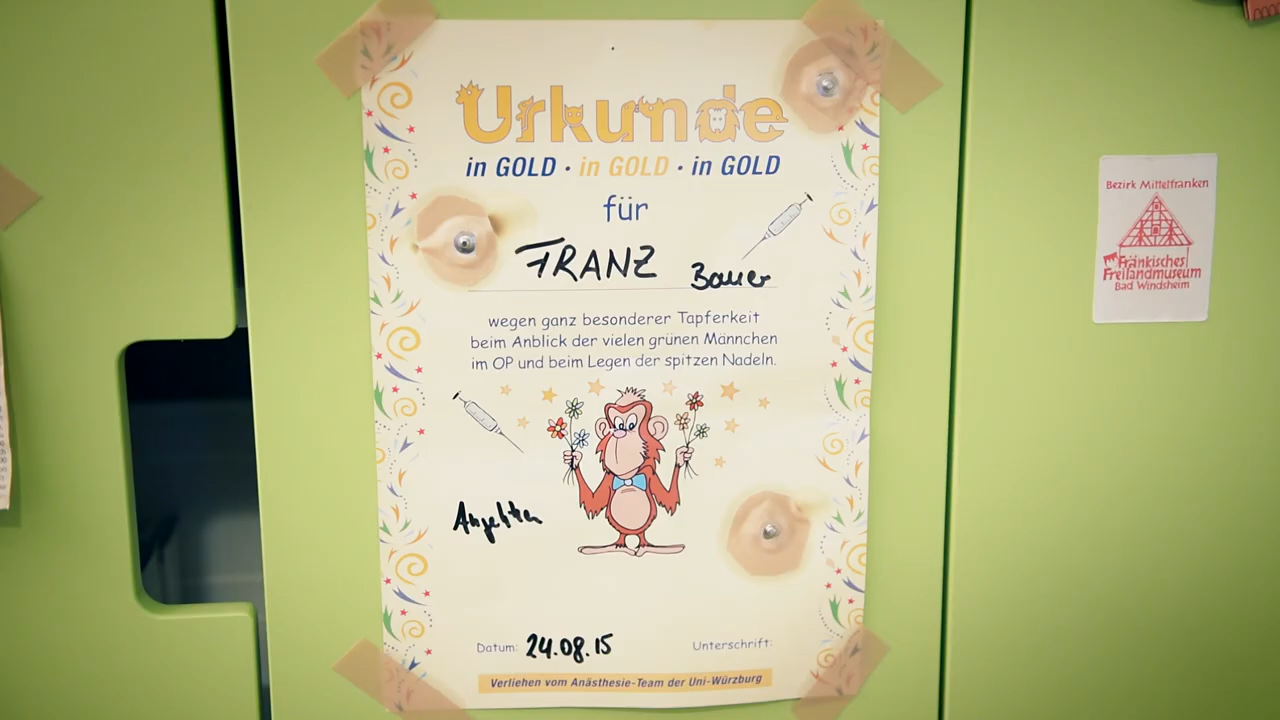 Urkunde
in GOLD · in GOLD · in GOLD
für
FRANZ Bauer
wegen ganz besonderer Tapferkeit
beim Anblick der vielen grünen Männchen
im OP und beim Legen der spitzen Nadeln.
Angelika
Datum: 24.08.15 Unterschrift:
Verliehen vom Anästhesie-Team der Uni-Würzburg
Bezirk Mittelfranken
Fränkisches
Freilandmuseum
Bad Windsheim